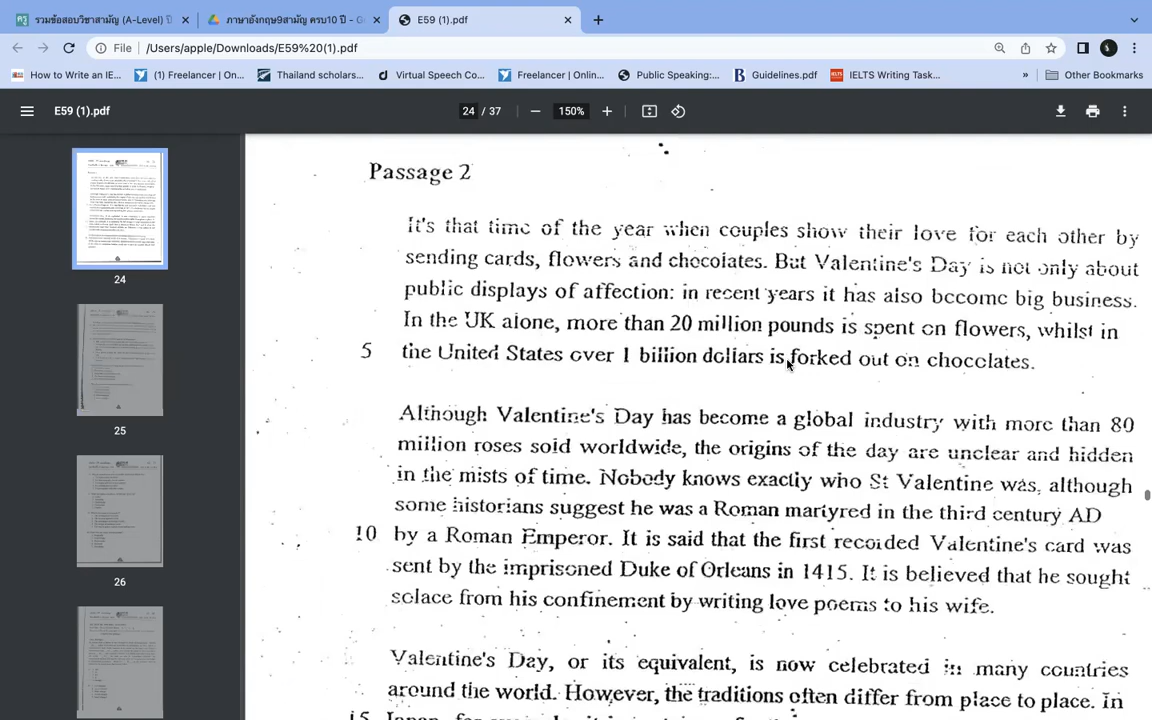 รวมข้อสอบวิชาสามัญ (A-Level) ปี
ภาษาอังกฤษ9สามัญ ครบ10 ปี - G
E59 (1).pdf
File
/Users/apple/Downloads/E59%20(1).pdf
How to Write an IE...
(1) Freelancer | On...
Thailand scholars...
Virtual Speech Co...
Freelancer | Onlin...
Public Speaking:...
Guidelines.pdf
IELTS Writing Task...
»
Other Bookmarks
E59 (1).pdf
24 / 37
150%
24
25
26
Passage 2
It's that time of the year when couples show their love for each other by
sending cards, flowers and chocolates. But Valentine's Day is not only about
public displays of affection: in recent years it has also become big business.
In the UK alone, more than 20 million pounds is spent on flowers, whilst in
5 the United States over 1 billion dollars is forked out on chocolates.
Although Valentine's Day has become a global industry with more than 80
million roses sold worldwide, the origins of the day are unclear and hidden
in the mists of time. Nobody knows exactly who St Valentine was, although
some historians suggest he was a Roman martyred in the third century AD
10 by a Roman Emperor. It is said that the first recorded Valentine's card was
sent by the imprisoned Duke of Orleans in 1415. It is believed that he sought
solace from his confinement by writing love poems to his wife.
Valentine's Day, or its equivalent, is now celebrated in many countries
around the world. However, the traditions often differ from place to place. In
15 Japan,